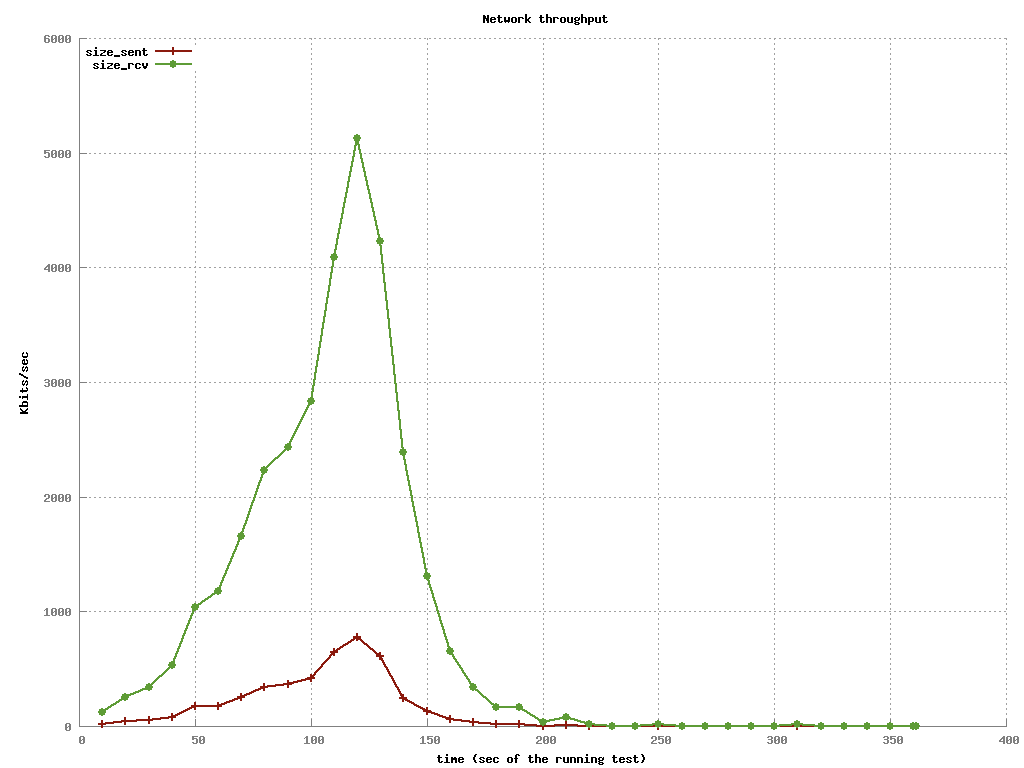 Network throughput
6000
size_sent
size_rcv
5000
4000
3000
Kbits/sec
2000
1000
0
0 50 100 150 200 250 300 350 400
time (sec of the running test)